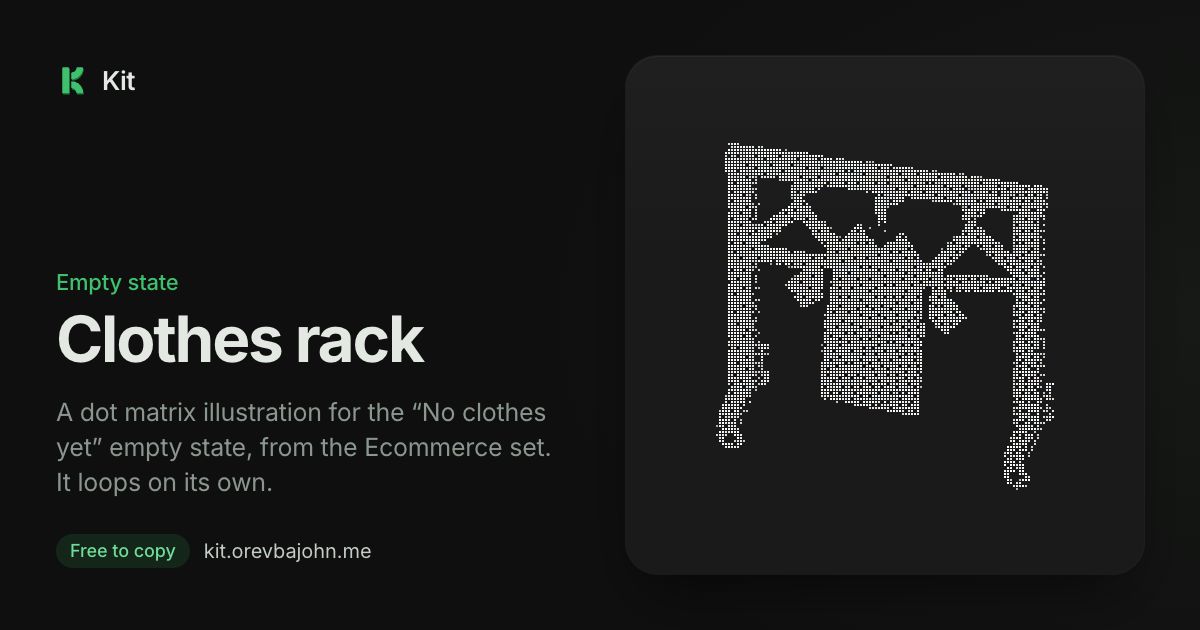 Kit
Empty state
Clothes rack
A dot matrix illustration for the “No clothes
yet” empty state, from the Ecommerce set.
It loops on its own.
Free to copy
kit.orevbajohn.me